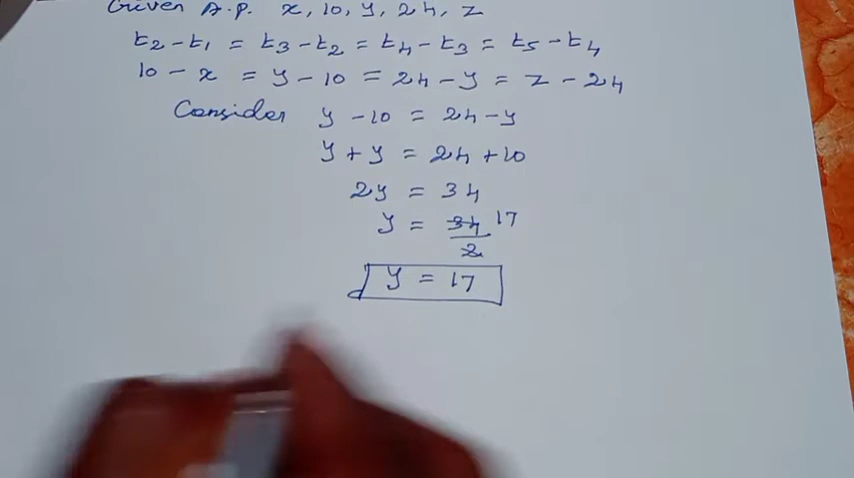 Given A.P. x, 10, y, 24, z
t2 - t1 = t3 - t2 = t4 - t3 = t5 - t4
10 - x = y - 10 = 24 - y = z - 24
Consider y - 10 = 24 - y
y + y = 24 + 10
2y = 34
y = 34/2 17
y = 17